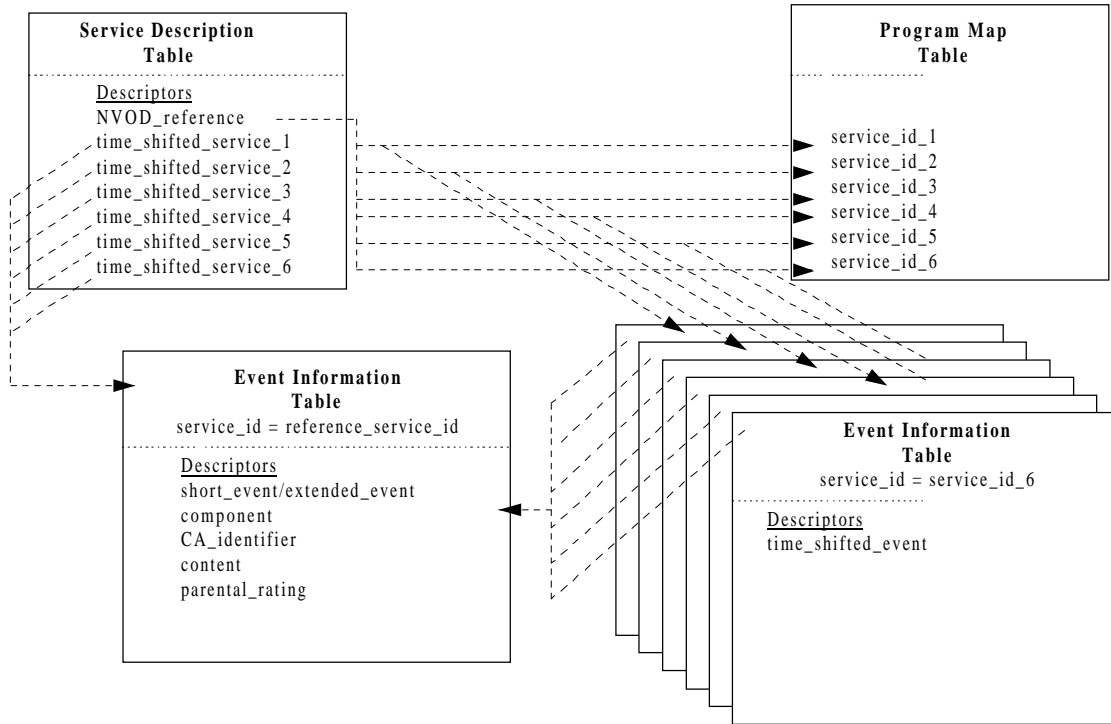 Service Description
Table
Descriptors
NVOD_reference
time_shifted_service_1
time_shifted_service_2
time_shifted_service_3
time_shifted_service_4
time_shifted_service_5
time_shifted_service_6
Program Map
Table
service_id_1
service_id_2
service_id_3
service_id_4
service_id_5
service_id_6
Event Information
Table
service_id = reference_service_id
Descriptors
short_event/extended_event
component
CA_identifier
content
parental_rating
Event Information
Table
service_id = service_id_6
Descriptors
time_shifted_event